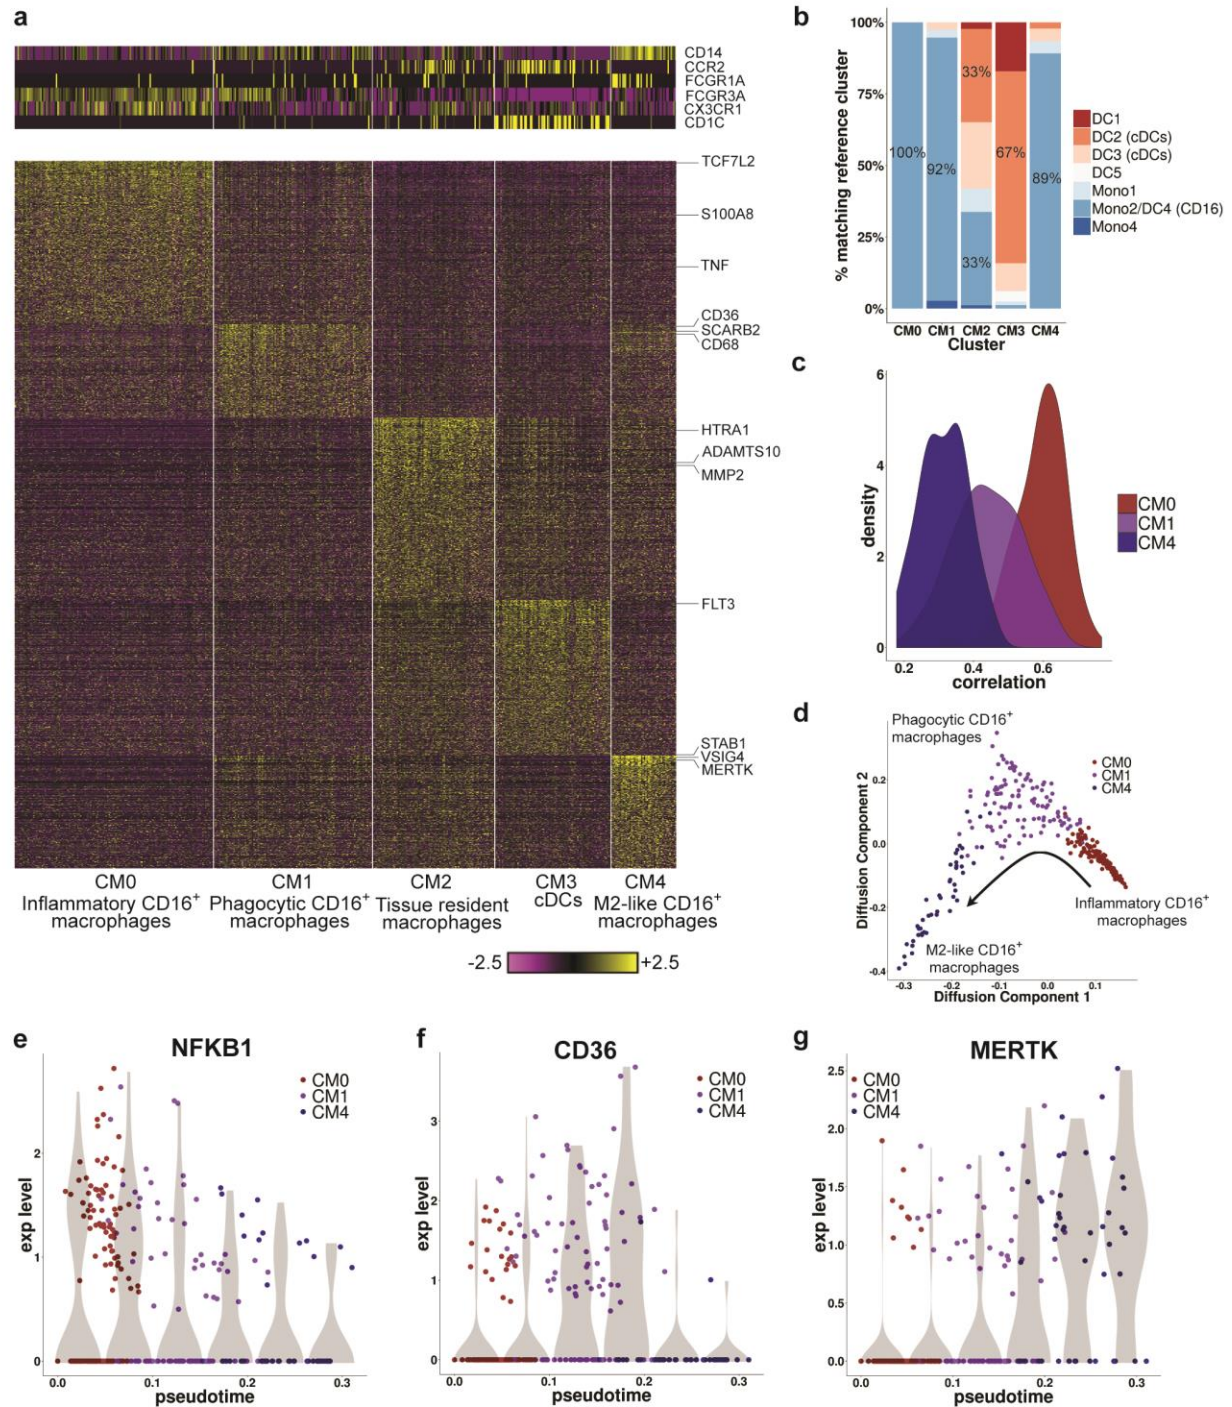 a
CD14
CCR2
FCGR1A
FCGR3A
CX3CR1
CD1C
TCF7L2
S100A8
TNF
CD36
SCARB2
CD68
HTRA1
ADAMTS10
MMP2
FLT3
STAB1
VSIG4
MERTK
CM0
Inflammatory CD16+
macrophages
CM1
Phagocytic CD16+
macrophages
CM2
Tissue resident
macrophages
CM3
cDCs
CM4
M2-like CD16+
macrophages
-2.5
+2.5
b
% matching reference cluster
100%
75%
50%
25%
0%
100%
92%
33%
33%
67%
89%
CM0 CM1 CM2 CM3 CM4
Cluster
DC1
DC2 (cDCs)
DC3 (cDCs)
DC5
Mono1
Mono2/DC4 (CD16)
Mono4
c
density
6
4
2
0
0.2 0.4 0.6
correlation
CM0
CM1
CM4
d
Phagocytic CD16+
macrophages
CM0
CM1
CM4
Diffusion Component 2
0.2
0.0
-0.2
-0.4
Inflammatory CD16+
macrophages
M2-like CD16+
macrophages
-0.3 -0.2 -0.1 0.0 0.1
Diffusion Component 1
e
NFKB1
CM0
CM1
CM4
exp level
2
1
0
0.0 0.1 0.2 0.3
pseudotime
f
CD36
CM0
CM1
CM4
exp level
3
2
1
0
0.0 0.1 0.2 0.3
pseudotime
g
MERTK
CM0
CM1
CM4
exp level
2.5
2.0
1.5
1.0
0.5
0.0
0.0 0.1 0.2 0.3
pseudotime